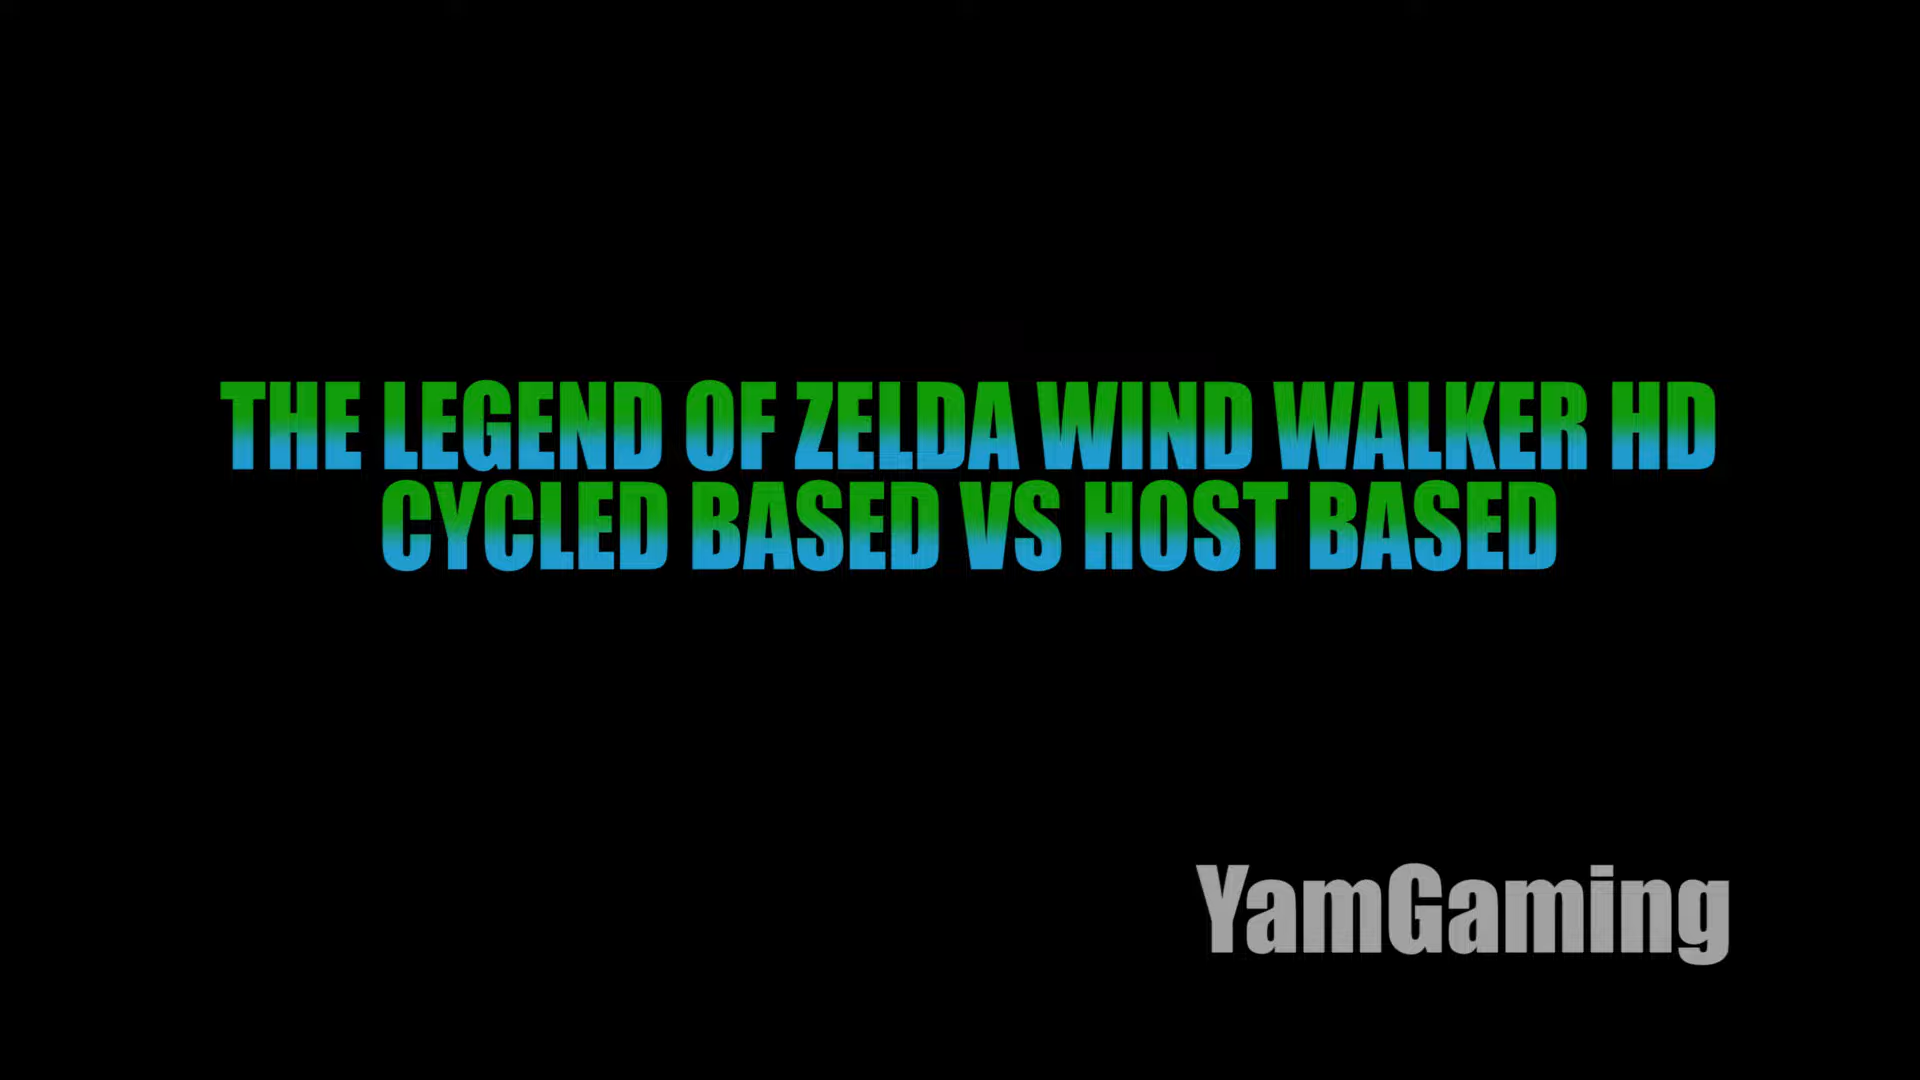 THE LEGEND OF ZELDA WIND WALKER HD
CYCLED BASED VS HOST BASED
YamGaming